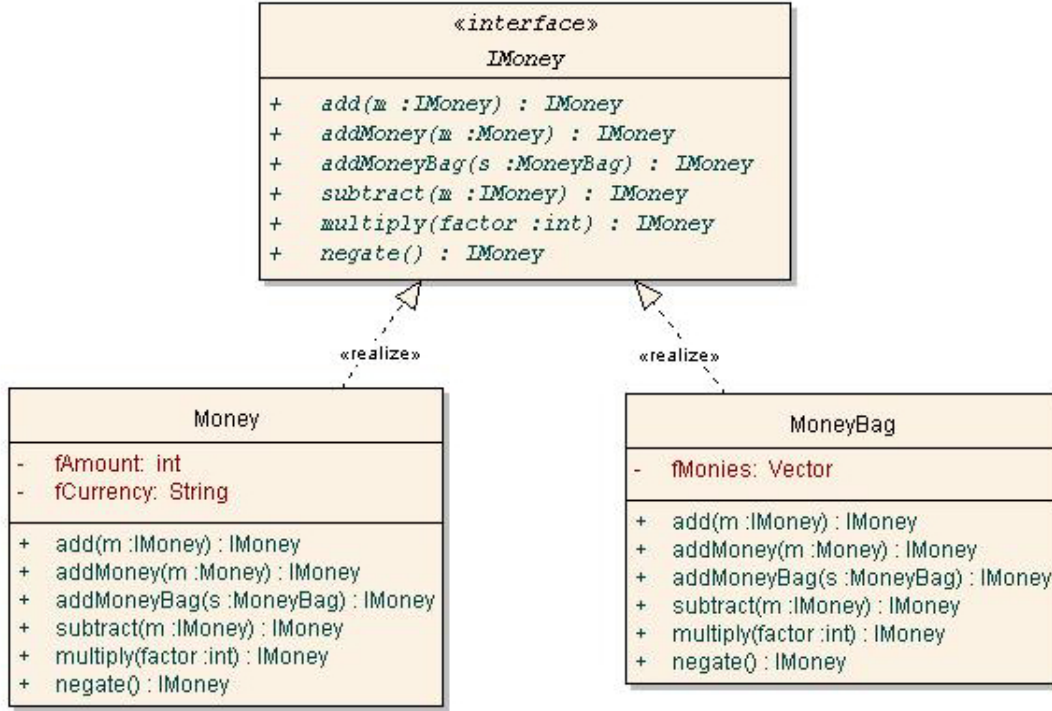 «interface»
IMoney
+ add(m :IMoney) : IMoney
+ addMoney(m :Money) : IMoney
+ addMoneyBag(s :MoneyBag) : IMoney
+ subtract(m :IMoney) : IMoney
+ multiply(factor :int) : IMoney
+ negate() : IMoney
«realize»
«realize»
Money
- fAmount: int
- fCurrency: String
+ add(m :IMoney) : IMoney
+ addMoney(m :Money) : IMoney
+ addMoneyBag(s :MoneyBag) : IMoney
+ subtract(m :IMoney) : IMoney
+ multiply(factor :int) : IMoney
+ negate() : IMoney
MoneyBag
- fMonies: Vector
+ add(m :IMoney) : IMoney
+ addMoney(m :Money) : IMoney
+ addMoneyBag(s :MoneyBag) : IMoney
+ subtract(m :IMoney) : IMoney
+ multiply(factor :int) : IMoney
+ negate() : IMoney